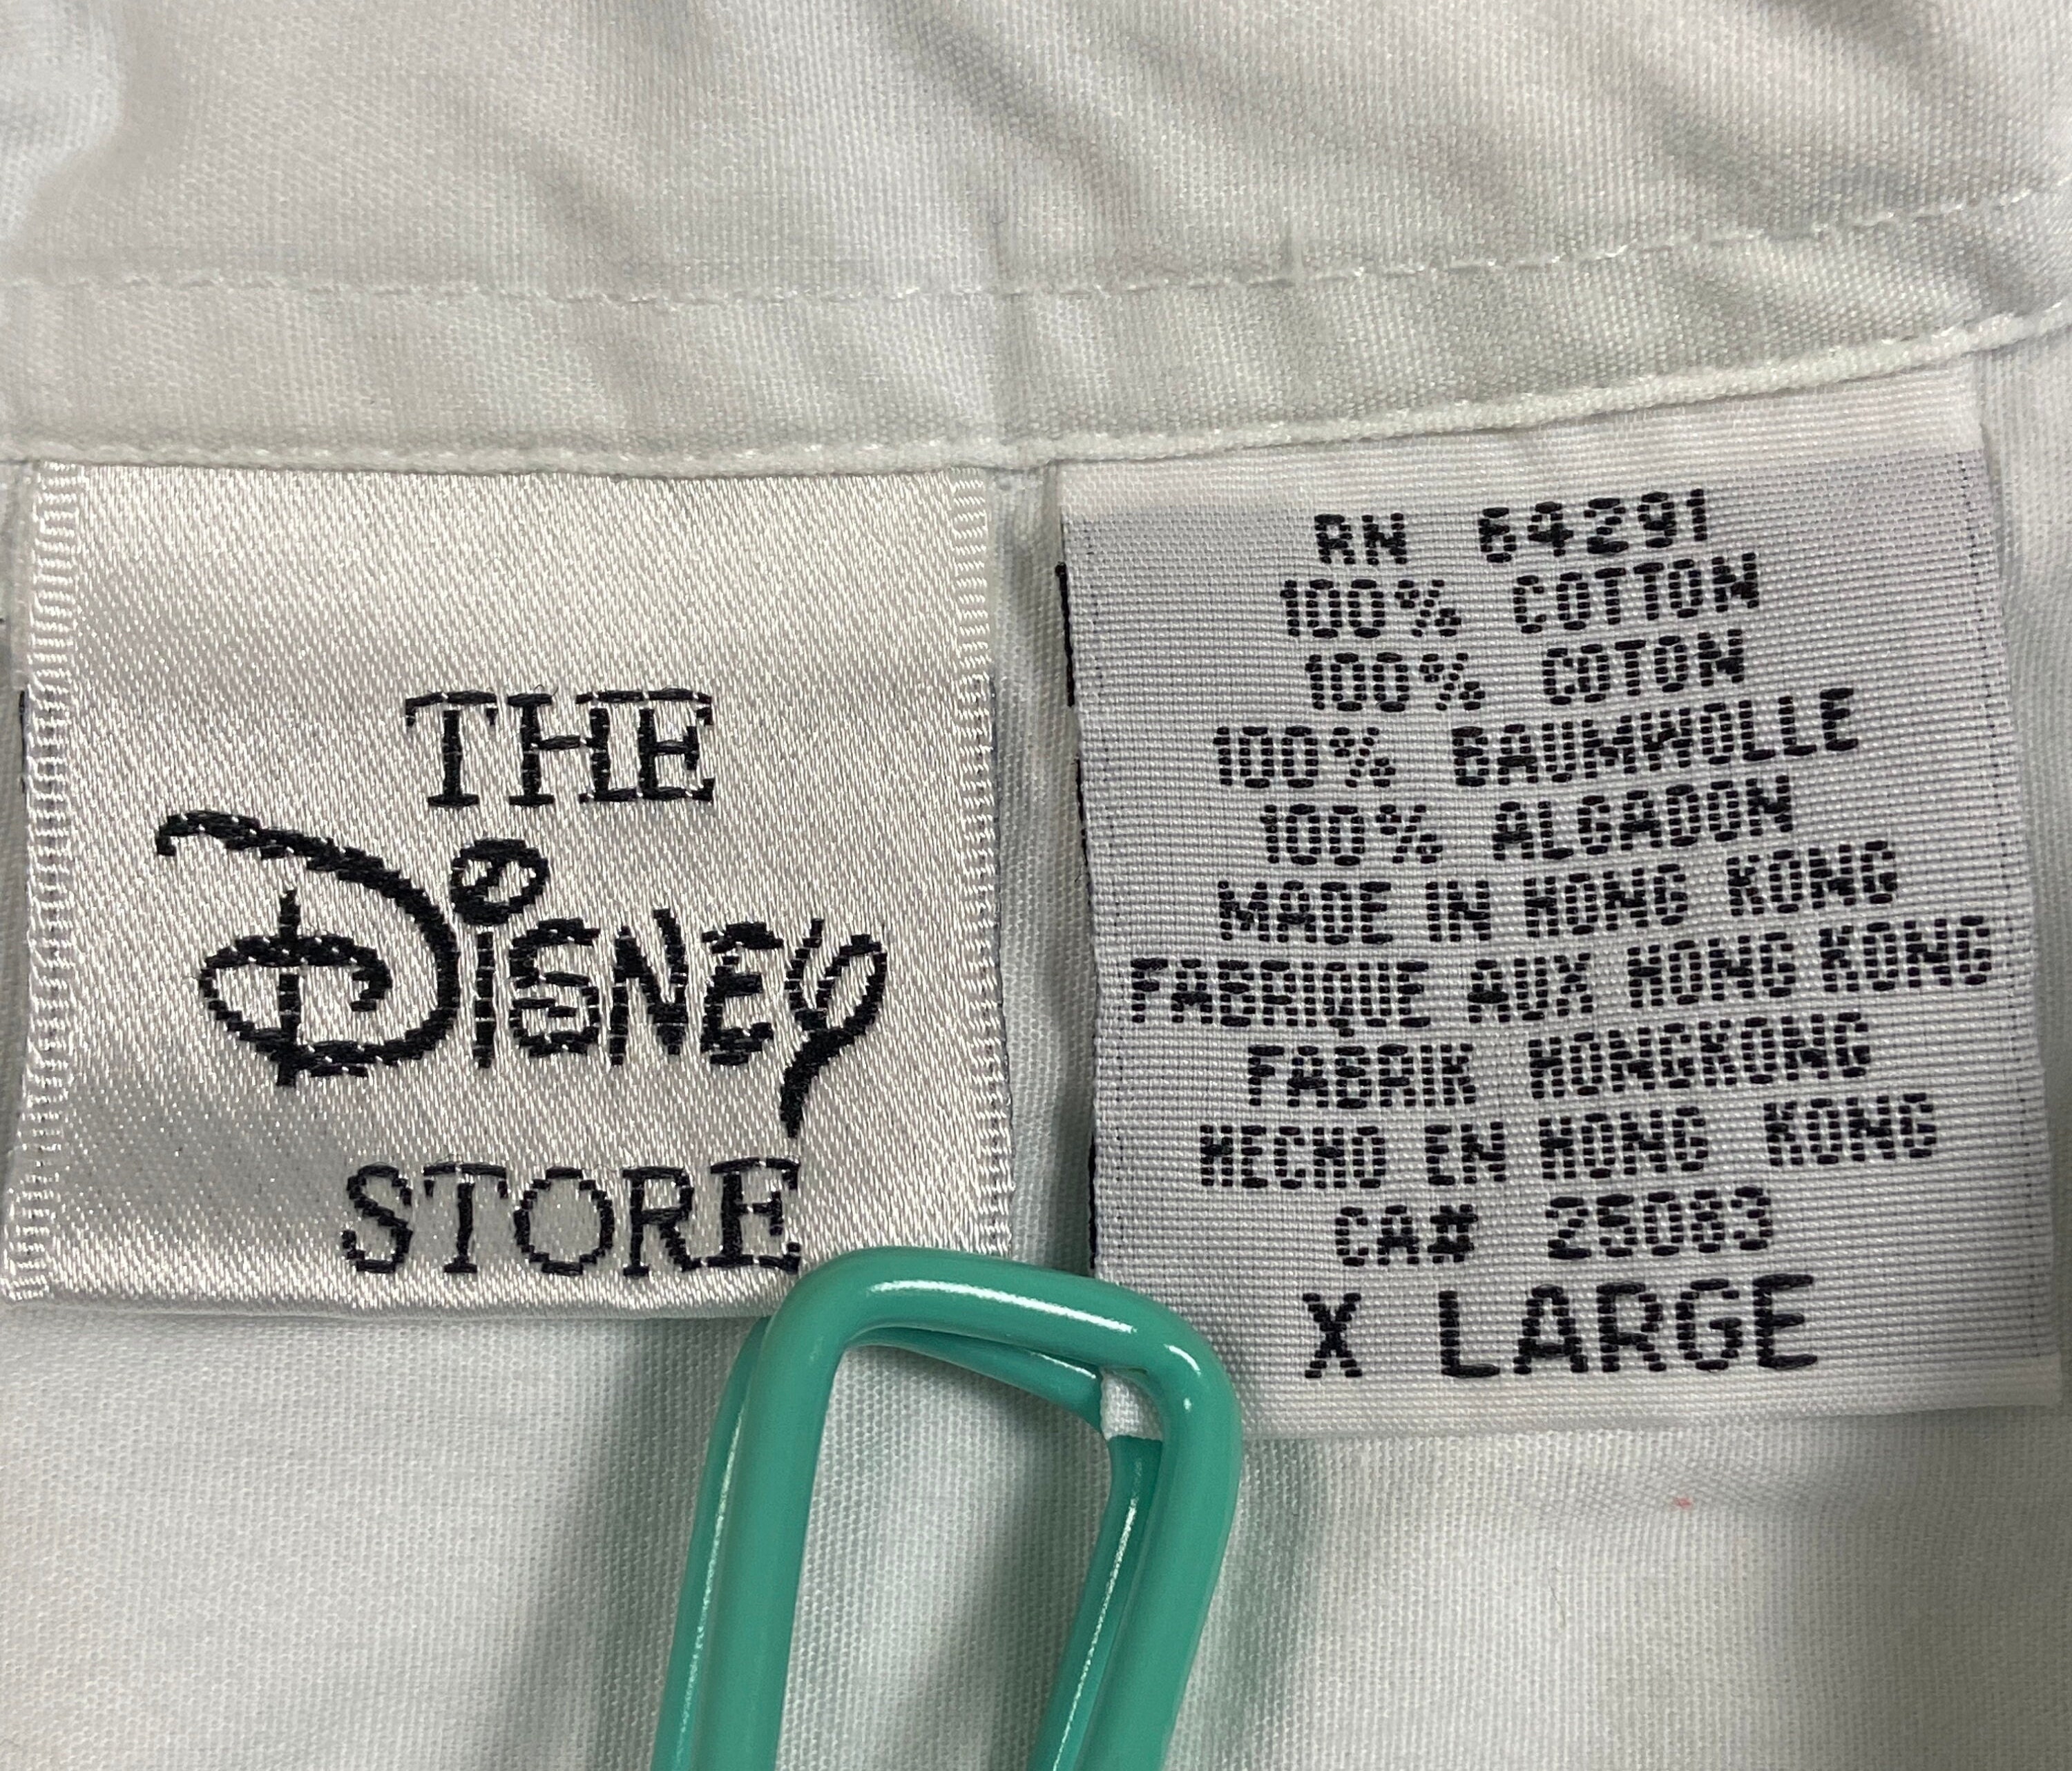 THE
DiSNEY
STORE
RN 64291
100% COTTON
100% COTON
100% BAUMWOLLE
100% ALGADON
MADE IN HONG KONG
FABRIQUE AUX HONG KONG
FABRIK HONGKONG
HECHO EN HONG KONG
CA# 25083
X LARGE